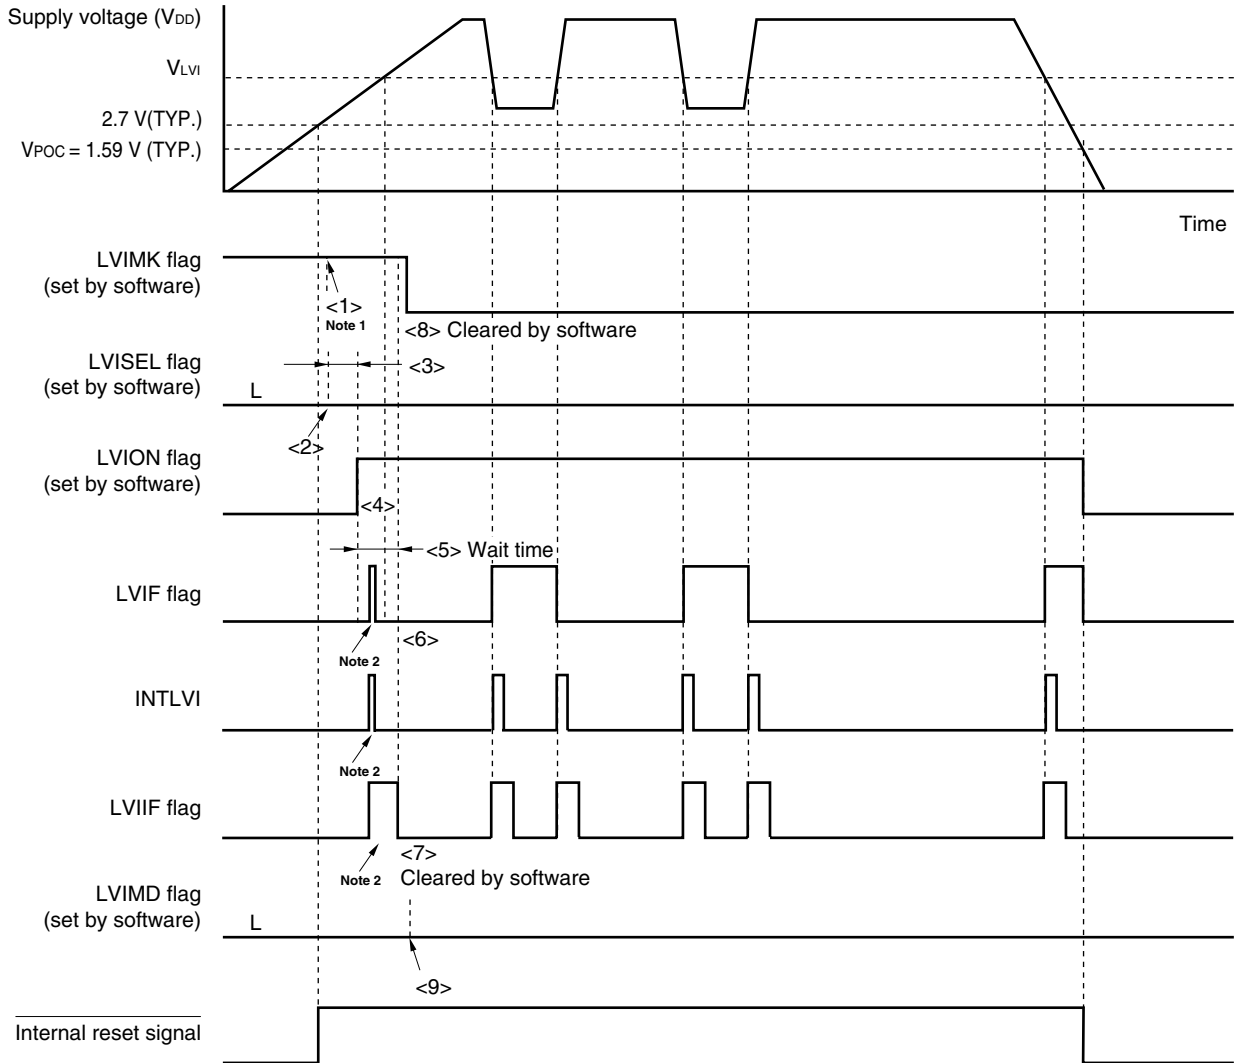 Supply voltage (VDD)
VLVI
2.7 V(TYP.)
VPOC = 1.59 V (TYP.)
Time
LVIMK flag
(set by software)
<1>
Note 1
<8> Cleared by software
LVISEL flag
(set by software)
<3>
L
<2>
LVION flag
(set by software)
<4>
<5> Wait time
LVIF flag
<6>
Note 2
INTLVI
Note 2
LVIIF flag
<7>
Note 2
Cleared by software
LVIMD flag
(set by software)
L
<9>
Internal reset signal